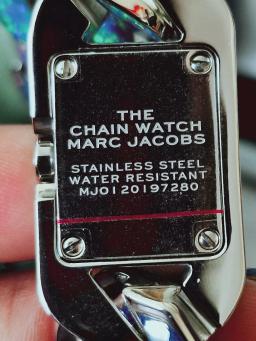 THE
CHAIN WATCH
MARC JACOBS
STAINLESS STEEL
WATER RESISTANT
MJ0120197280